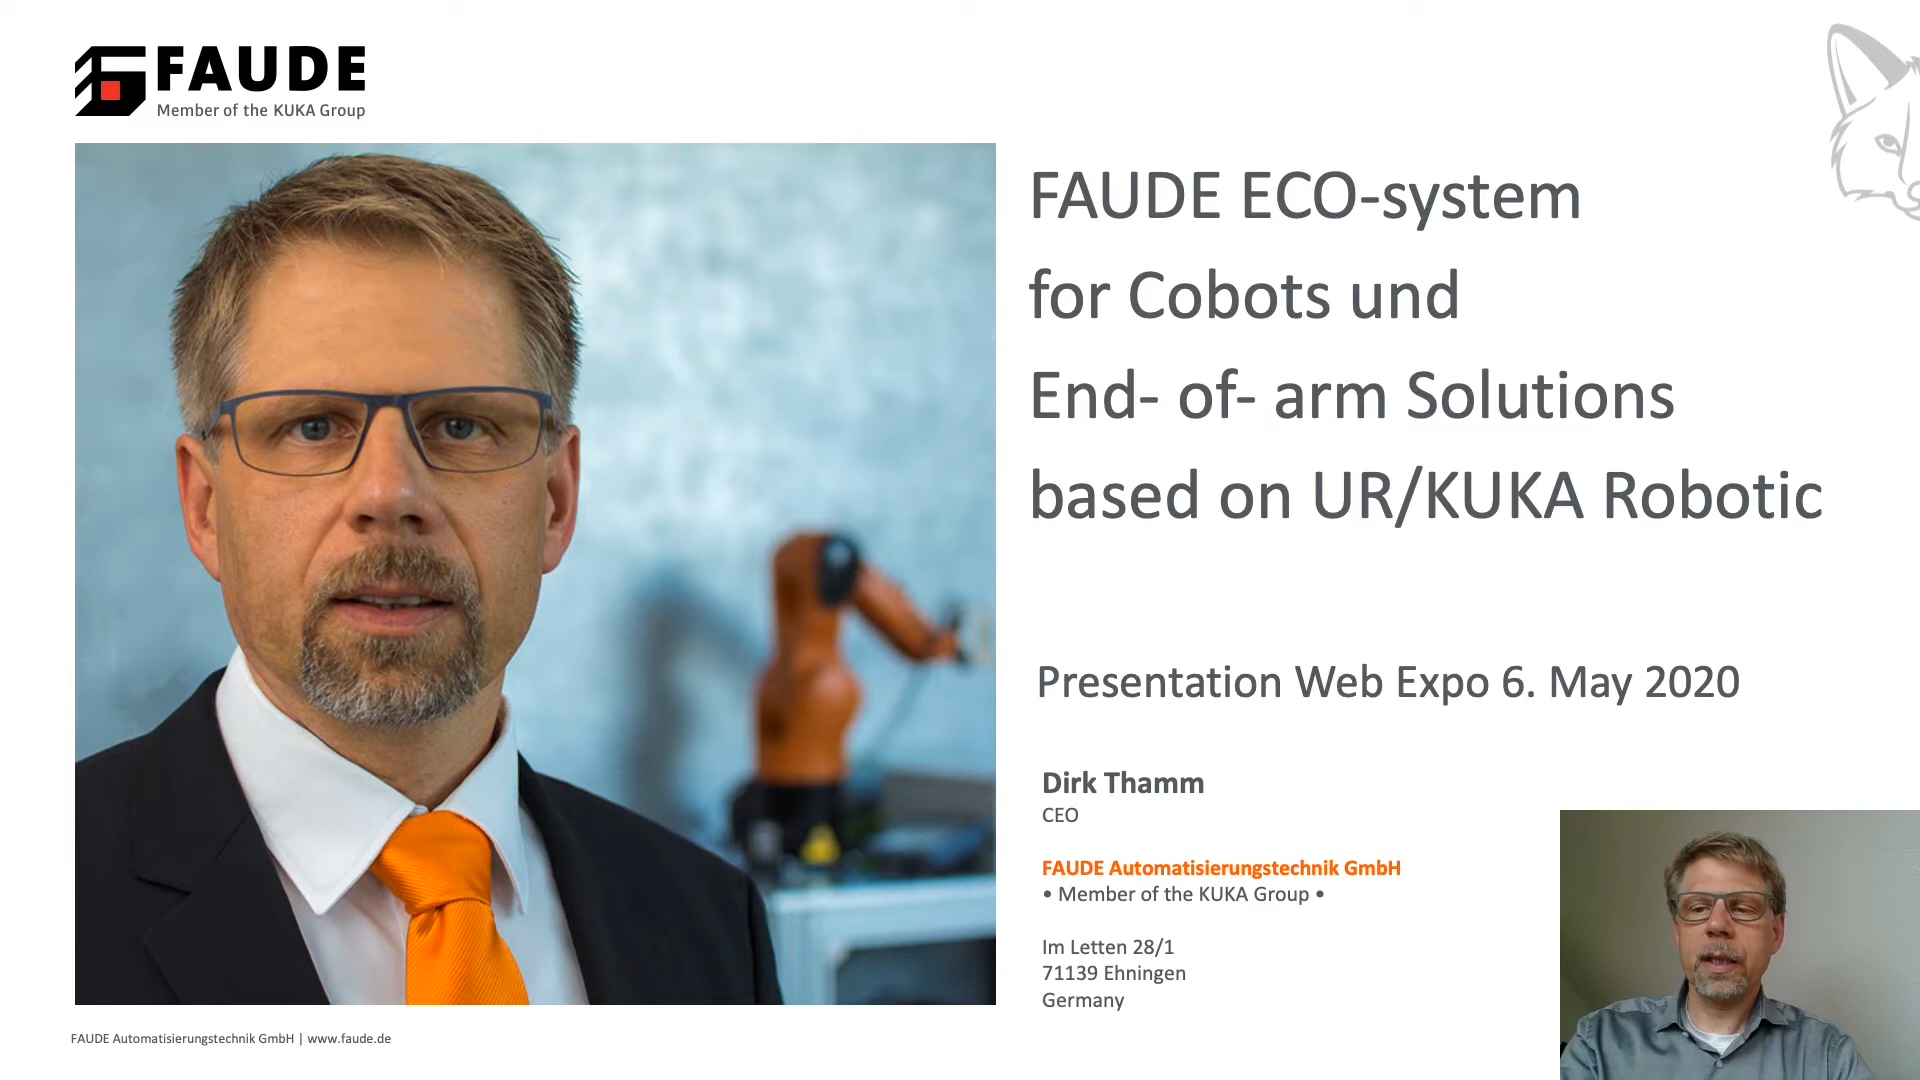 FAUDE
Member of the KUKA Group
FAUDE ECO-system
for Cobots und
End- of- arm Solutions
based on UR/KUKA Robotic
Presentation Web Expo 6. May 2020
Dirk Thamm
CEO
FAUDE Automatisierungstechnik GmbH
• Member of the KUKA Group •
Im Letten 28/1
71139 Ehningen
Germany
FAUDE Automatisierungstechnik GmbH | www.faude.de